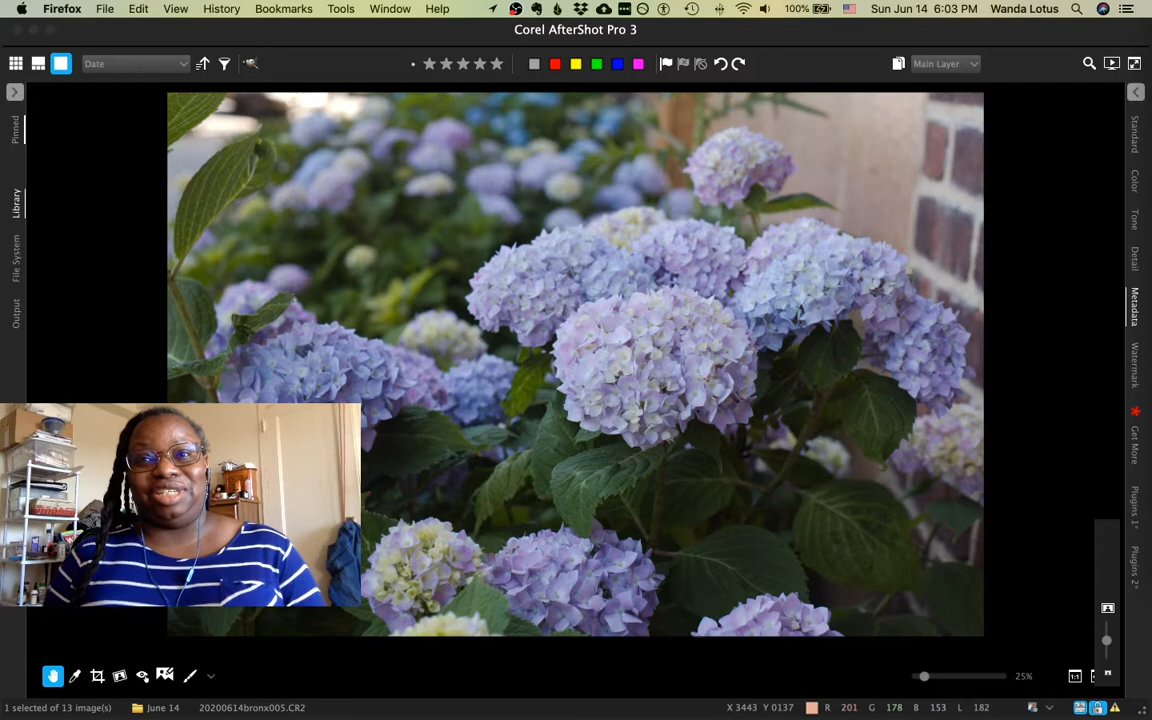 Firefox File Edit View History Bookmarks Tools Window Help 100% Sun Jun 14 6:03 PM Wanda Lotus
Corel AfterShot Pro 3
Date Main Layer
Pinned
Library
File System
Output
Standard
Color
Tone
Detail
Metadata
Watermark
Get More
Plugins 1*
Plugins 2*
25% 1:1
1 selected of 13 image(s) June 14 20200614bronx005.CR2 X 3443 Y 0137 R 201 G 178 B 153 L 182